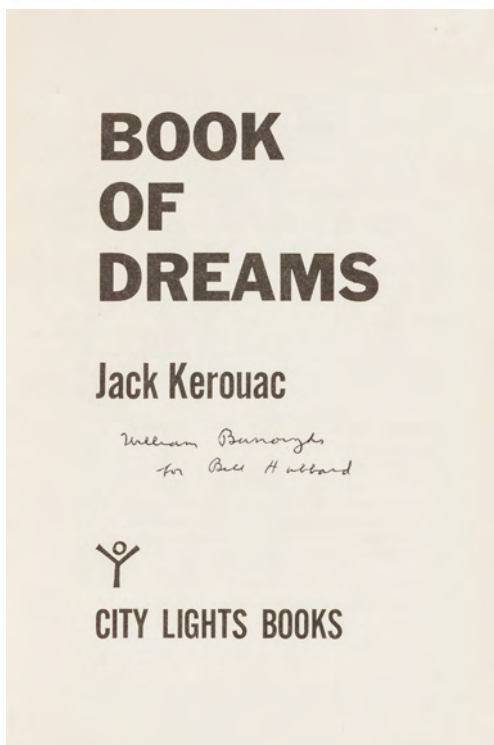 BOOK
OF
DREAMS
Jack Kerouac
William Burroughs
for Bill Hubbard
CITY LIGHTS BOOKS